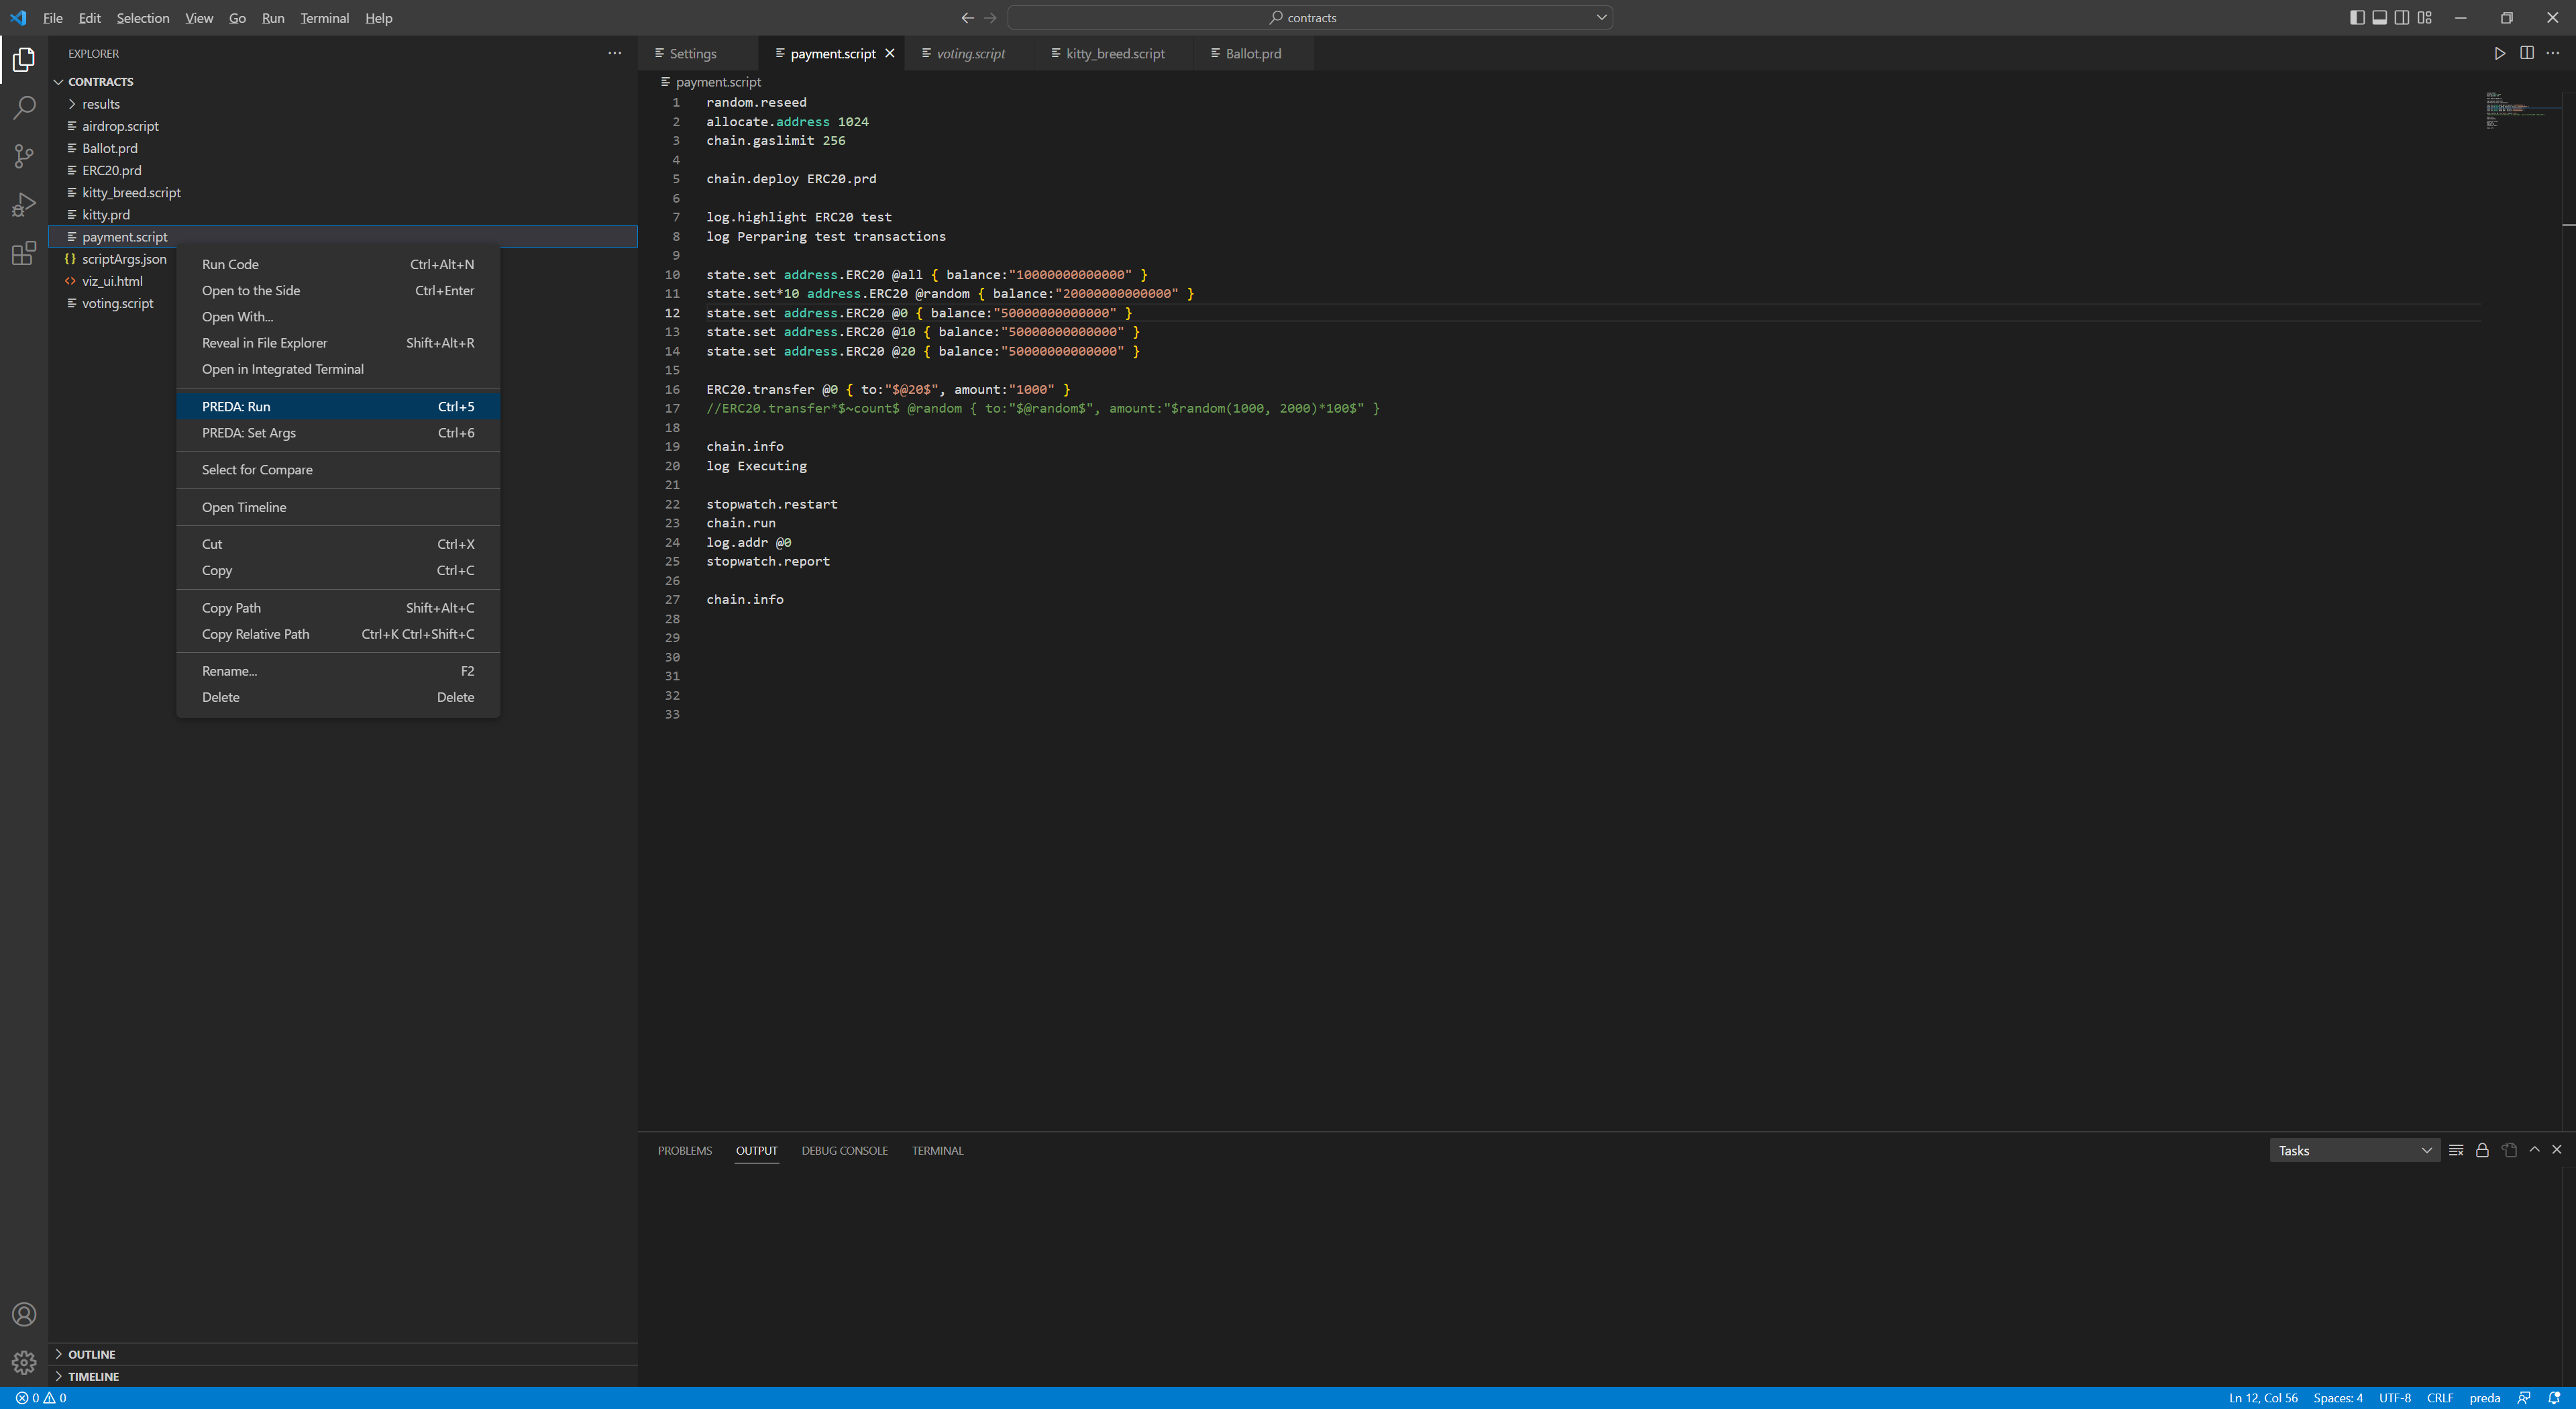 File Edit Selection View Go Run Terminal Help
contracts
EXPLORER
CONTRACTS
results
airdrop.script
Ballot.prd
ERC20.prd
kitty_breed.script
kitty.prd
payment.script
scriptArgs.json
viz_ui.html
voting.script
Run Code Ctrl+Alt+N
Open to the Side Ctrl+Enter
Open With...
Reveal in File Explorer Shift+Alt+R
Open in Integrated Terminal
PREDA: Run Ctrl+5
PREDA: Set Args Ctrl+6
Select for Compare
Open Timeline
Cut Ctrl+X
Copy Ctrl+C
Copy Path Shift+Alt+C
Copy Relative Path Ctrl+K Ctrl+Shift+C
Rename... F2
Delete Delete
OUTLINE
TIMELINE
Settings payment.script voting.script kitty_breed.script Ballot.prd
payment.script
1 random.reseed
2 allocate.address 1024
3 chain.gaslimit 256
4
5 chain.deploy ERC20.prd
6
7 log.highlight ERC20 test
8 log Perparing test transactions
9
10 state.set address.ERC20 @all { balance:"10000000000000" }
11 state.set*10 address.ERC20 @random { balance:"20000000000000" }
12 state.set address.ERC20 @0 { balance:"50000000000000" }
13 state.set address.ERC20 @10 { balance:"50000000000000" }
14 state.set address.ERC20 @20 { balance:"50000000000000" }
15
16 ERC20.transfer @0 { to:"$@20$", amount:"1000" }
17 //ERC20.transfer*$~count$ @random { to:"$@random$", amount:"$random(1000, 2000)*100$" }
18
19 chain.info
20 log Executing
21
22 stopwatch.restart
23 chain.run
24 log.addr @0
25 stopwatch.report
26
27 chain.info
28
29
30
31
32
33
PROBLEMS OUTPUT DEBUG CONSOLE TERMINAL
Tasks
0 0
Ln 12, Col 56 Spaces: 4 UTF-8 CRLF preda